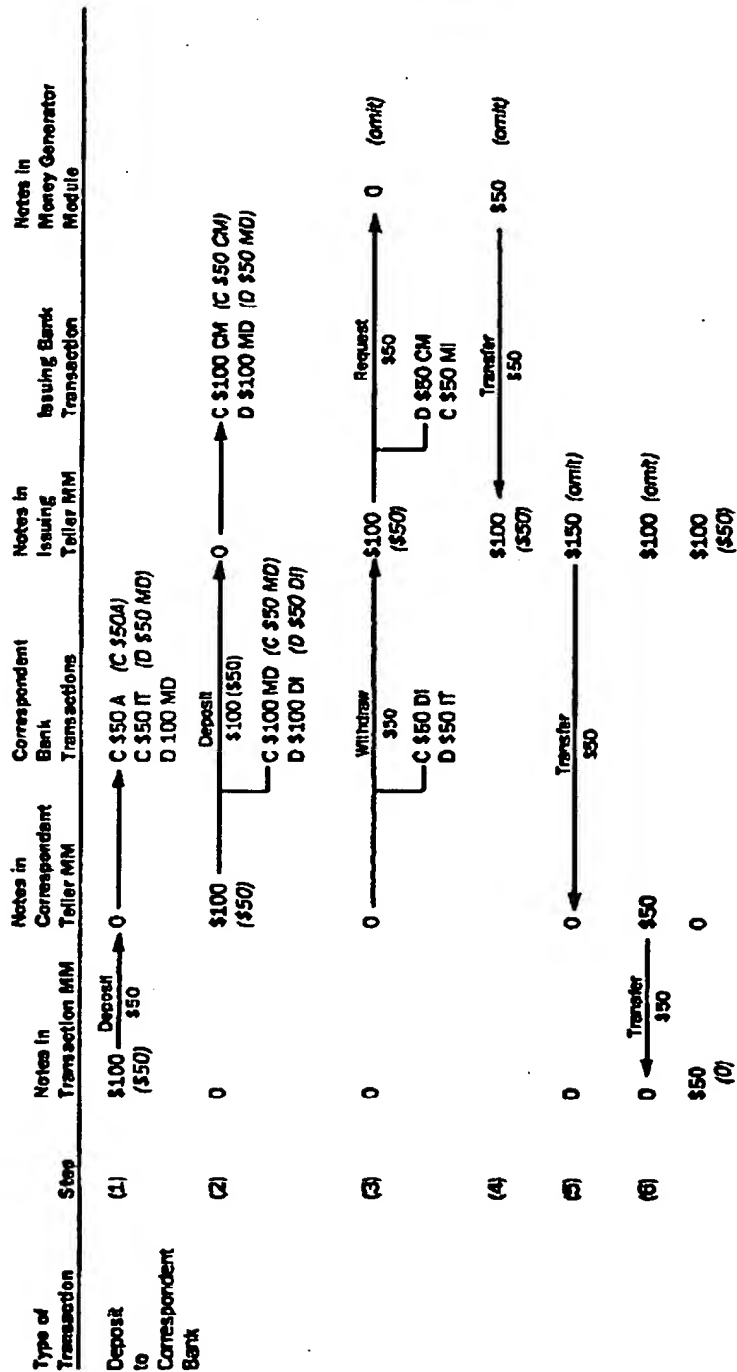 Type of Transaction Step Notes in Transaction MM Notes in Correspondent Teller MM Correspondent Bank Transactions Notes in Issuing Teller MM Issuing Bank Transaction Notes in Money Generator Module
Deposit to Correspondent Bank
(1) $100 ($50) Deposit $50 0 C $50 A (C $50A)
C $50 IT (D $50 MD)
D 100 MD
(2) 0 $100 ($50) Deposit $100 ($50) 0 C $100 CM (C $50 CM)
D $100 MD (D $50 MD)
C $100 MD (C $50 MD)
D $100 DI (D $50 DI)
(3) 0 0 Withdraw $50 $100 ($50) Request $50 0 (omit)
C $50 DI D $50 CM
D $50 IT C $50 MI
(4) $100 ($50) Transfer $50 $50 (omit)
(5) 0 0 Transfer $50 $150 (omit)
(6) 0 Transfer $50 $50 $100 (omit)
$50 (0) 0 $100 ($50)